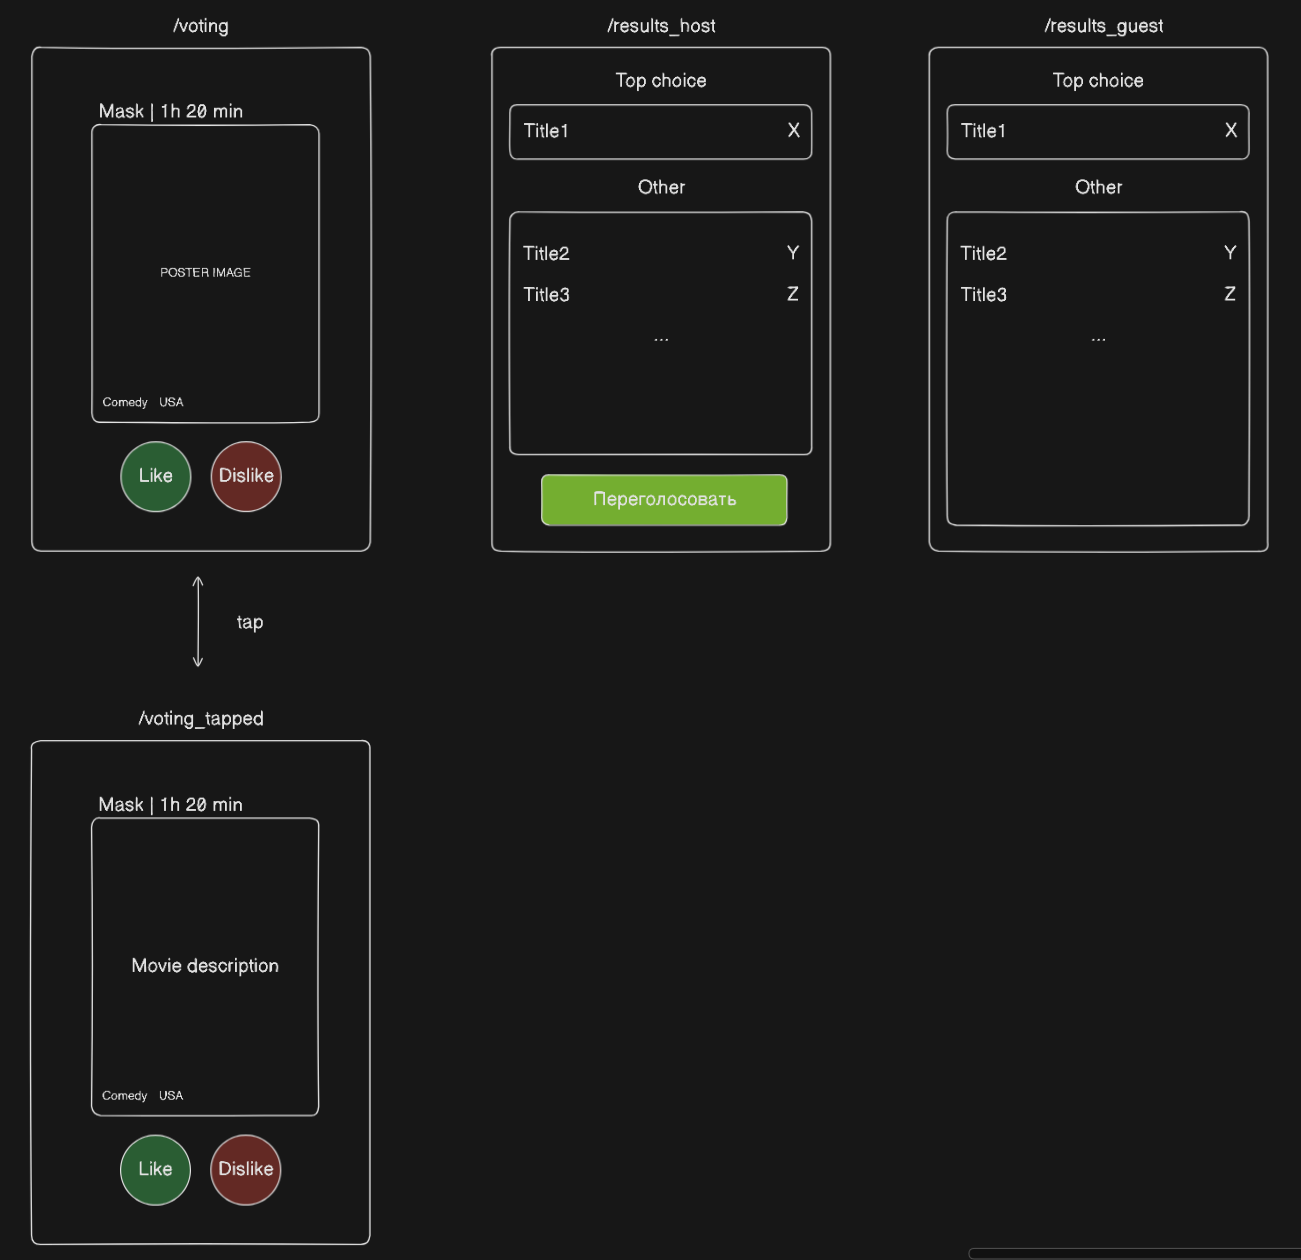 /voting
Mask | 1h 20 min
POSTER IMAGE
Comedy USA
Like Dislike
tap
/voting_tapped
Mask | 1h 20 min
Movie description
Comedy USA
Like Dislike
/results_host
Top choice
Title1 X
Other
Title2 Y
Title3 Z
...
Переголосовать
/results_guest
Top choice
Title1 X
Other
Title2 Y
Title3 Z
...